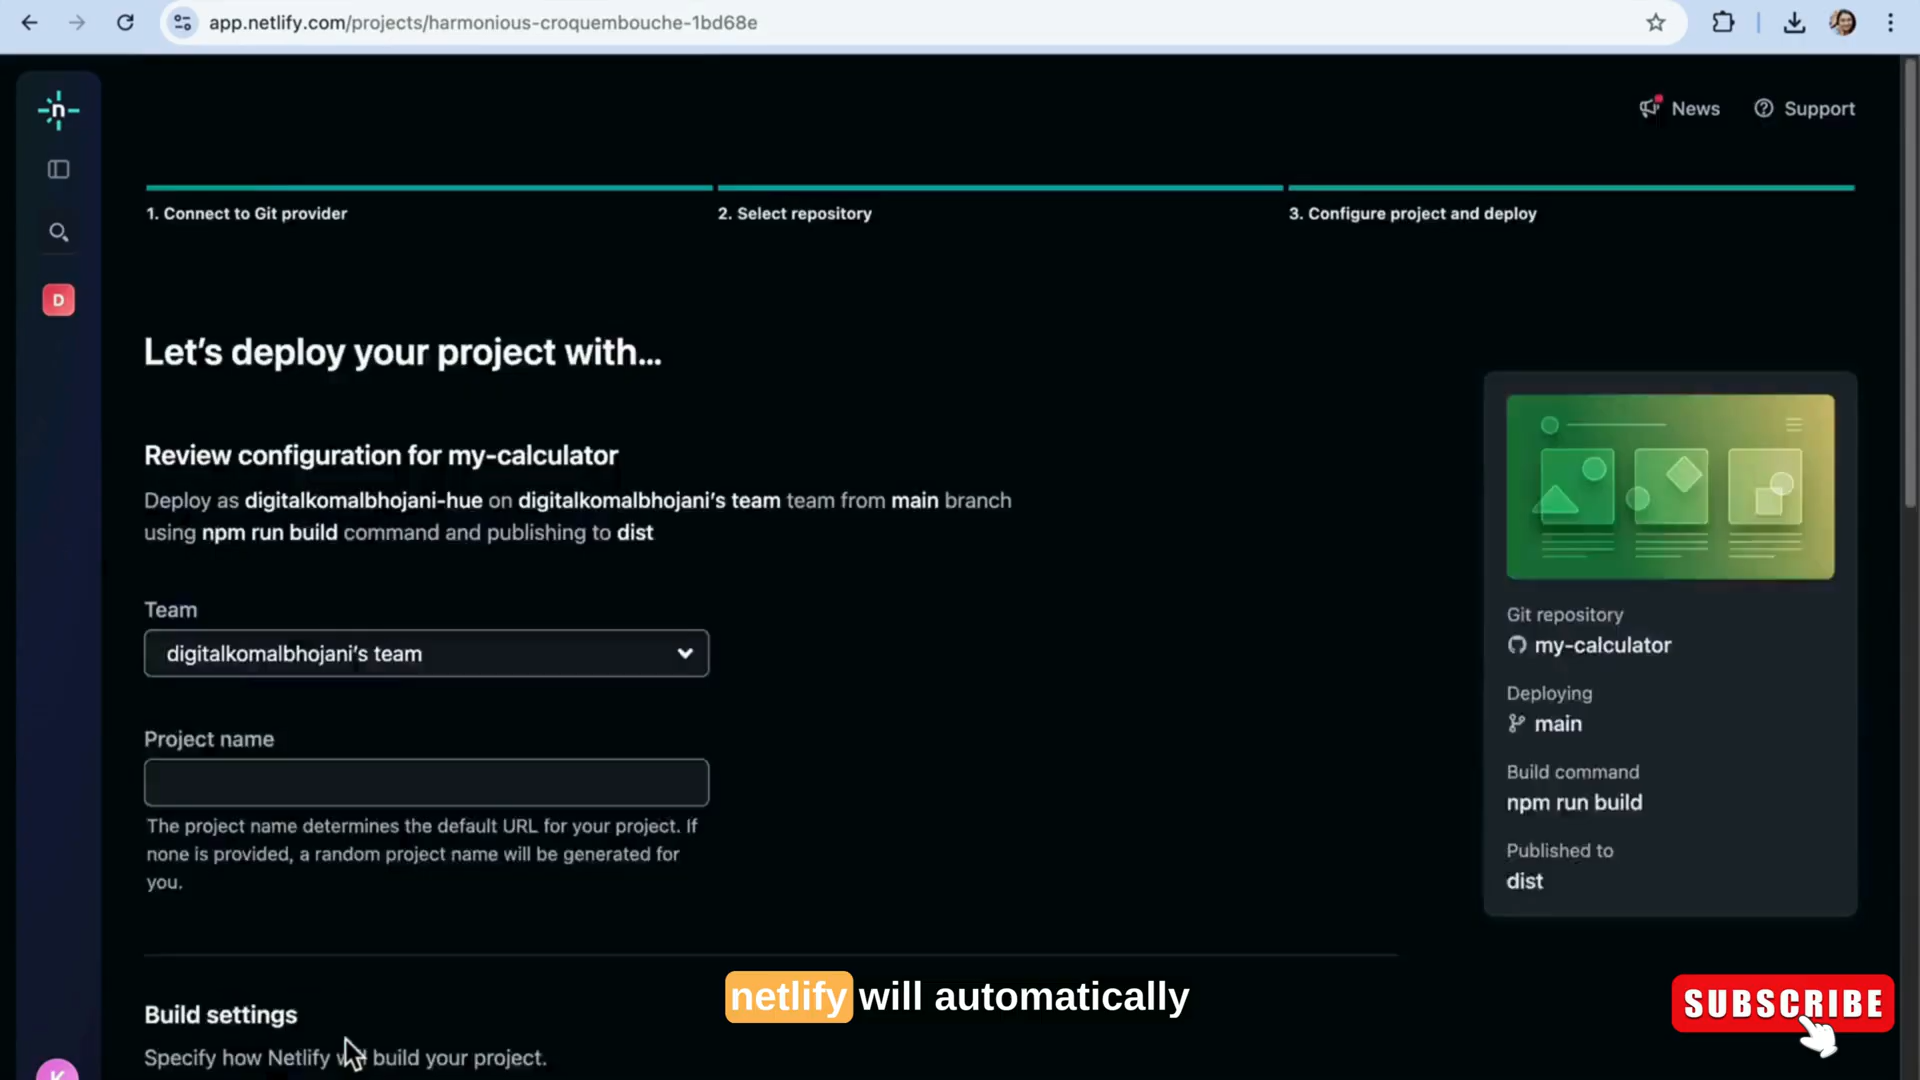 app.netlify.com/projects/harmonious-croquembouche-1bd68e
n
News
Support
1. Connect to Git provider
2. Select repository
3. Configure project and deploy
D
Let's deploy your project with...
Review configuration for my-calculator
Deploy as digitalkomalbhojani-hue on digitalkomalbhojani's team team from main branch
using npm run build command and publishing to dist
Team
digitalkomalbhojani's team
Project name
The project name determines the default URL for your project. If
none is provided, a random project name will be generated for
you.
Git repository
my-calculator
Deploying
main
Build command
npm run build
Published to
dist
netlify will automatically
SUBSCRIBE
Build settings
Specify how Netlify will build your project.
K